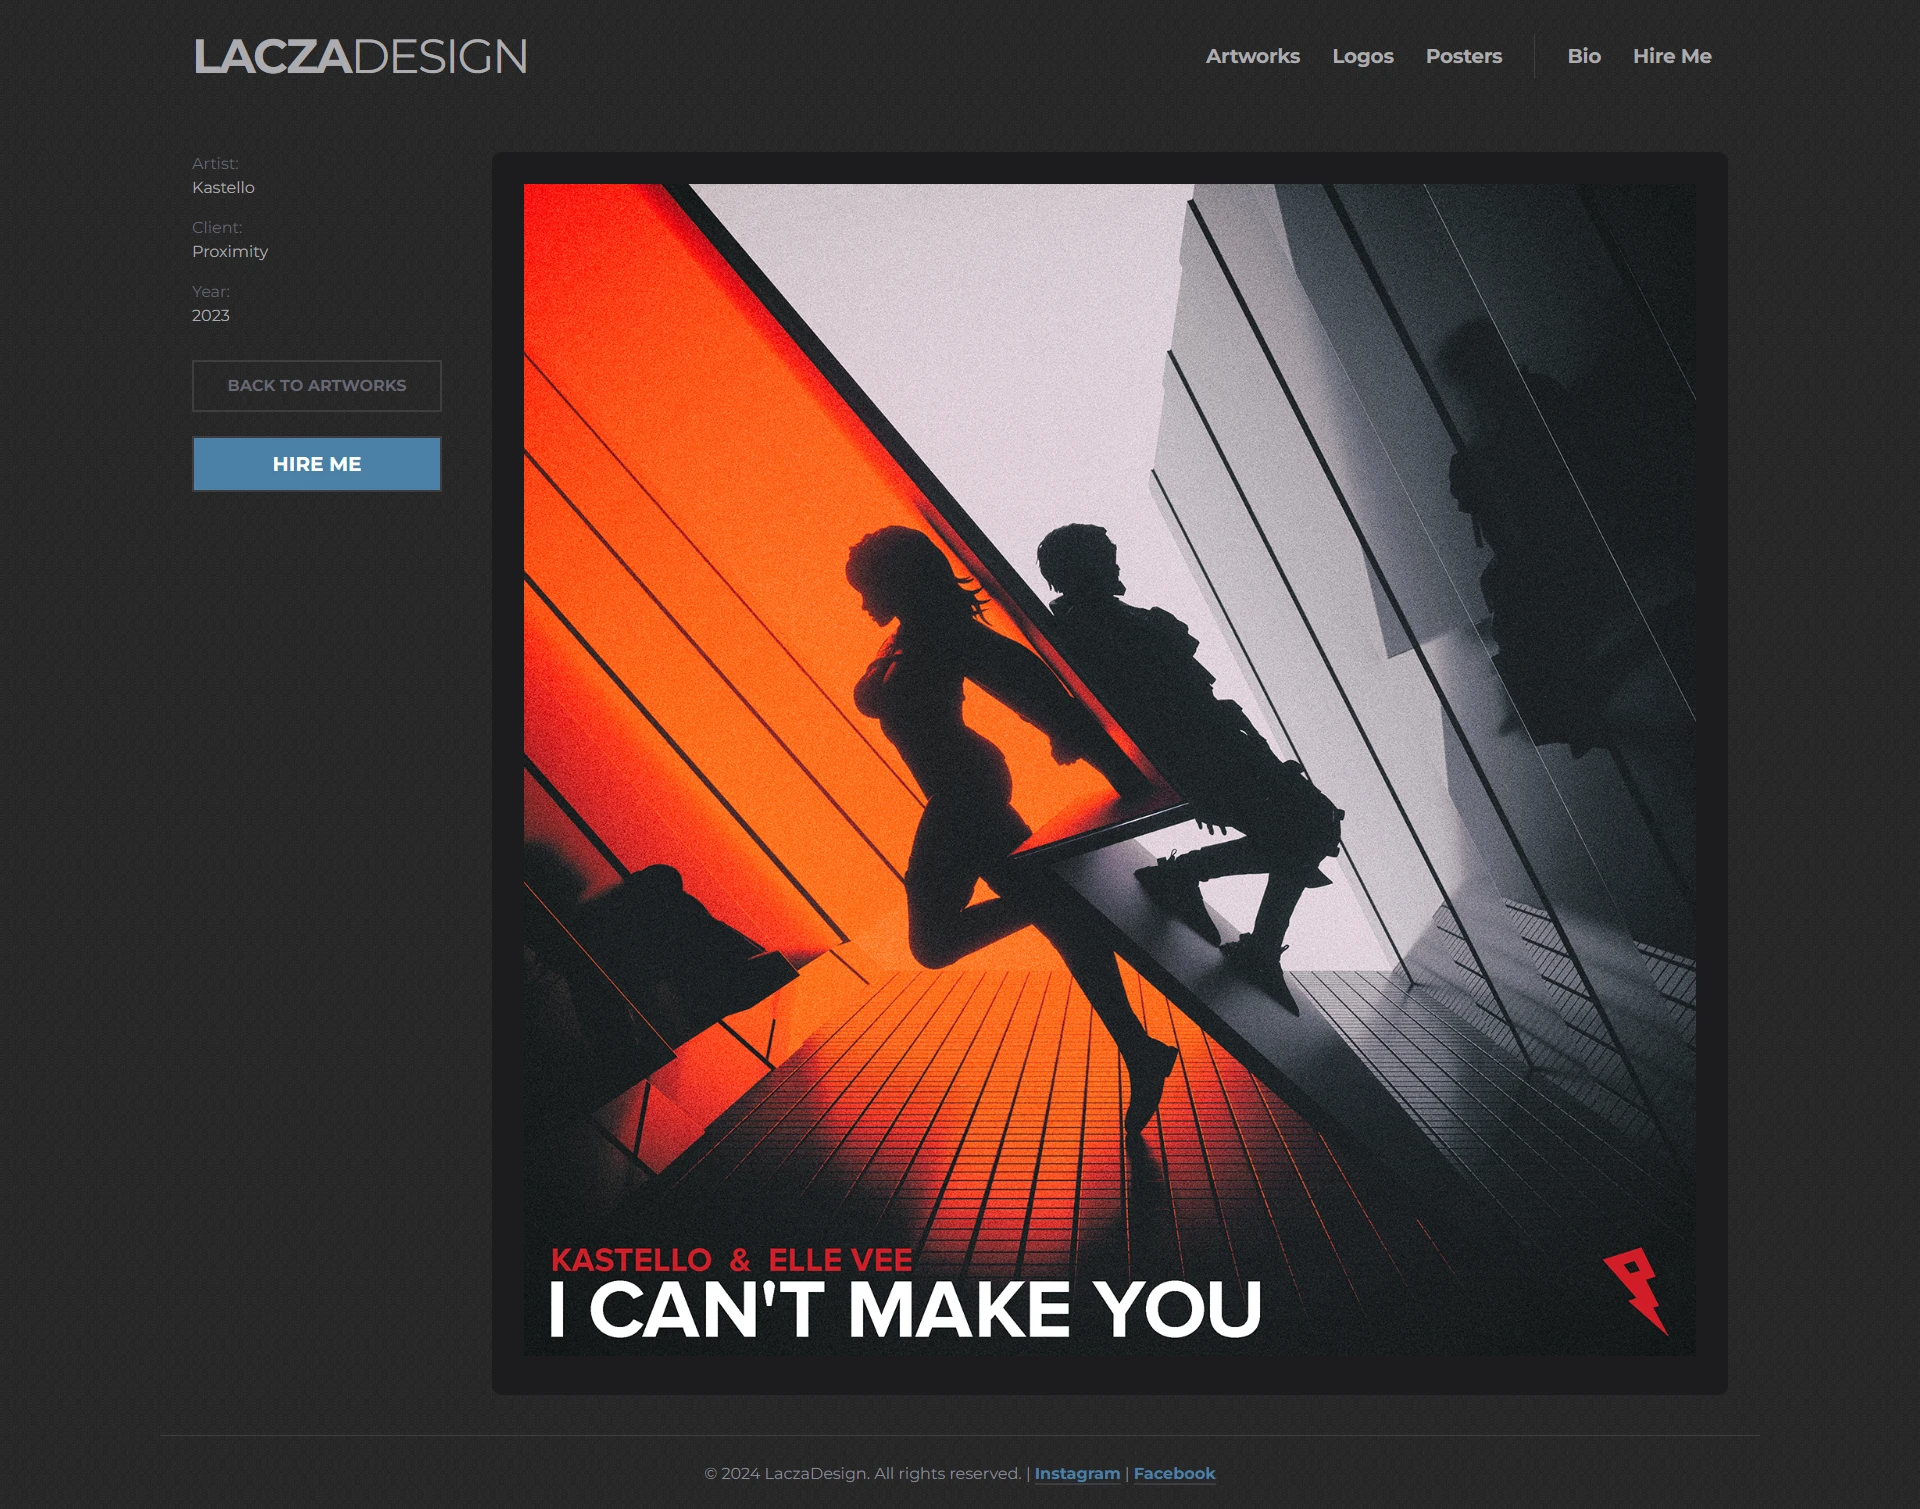 LACZADESIGN
Artworks Logos Posters Bio Hire Me
Artist:
Kastello
Client:
Proximity
Year:
2023
BACK TO ARTWORKS
HIRE ME
KASTELLO & ELLE VEE
I CAN'T MAKE YOU
© 2024 LaczaDesign. All rights reserved. | Instagram | Facebook